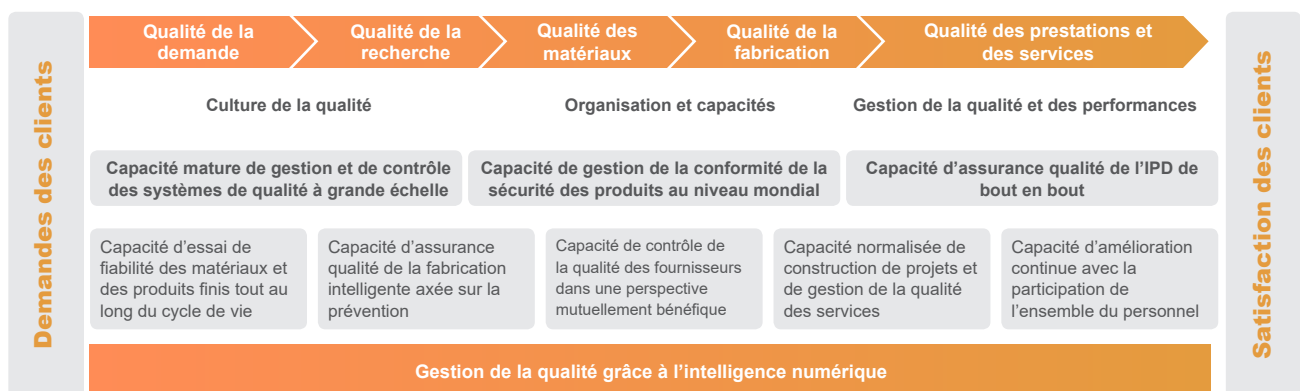 Demandes des clients
Qualité de la
demande
Qualité de la
recherche
Qualité des
matériaux
Qualité de la
fabrication
Qualité des prestations et
des services
Culture de la qualité
Organisation et capacités
Gestion de la qualité et des performances
Capacité mature de gestion et de contrôle
des systèmes de qualité à grande échelle
Capacité de gestion de la conformité de la
sécurité des produits au niveau mondial
Capacité d’assurance qualité de l’IPD de
bout en bout
Capacité d’essai de
fiabilité des matériaux et
des produits finis tout au
long du cycle de vie
Capacité d’assurance
qualité de la fabrication
intelligente axée sur la
prévention
Capacité de contrôle de
la qualité des fournisseurs
dans une perspective
mutuellement bénéfique
Capacité normalisée de
construction de projets et
de gestion de la qualité
des services
Capacité d’amélioration
continue avec la
participation de
l’ensemble du personnel
Gestion de la qualité grâce à l’intelligence numérique
Satisfaction des clients